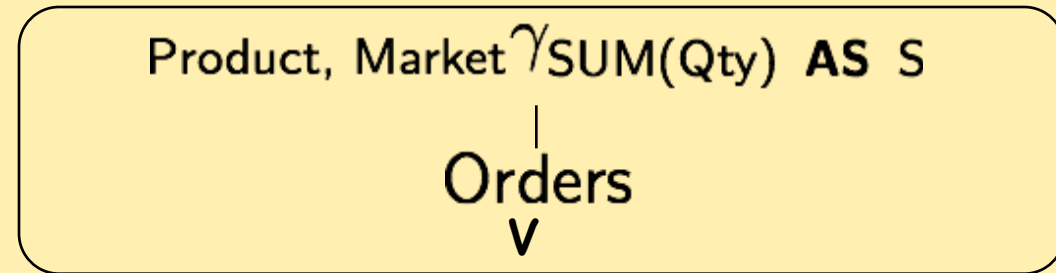 Product, Market γ SUM(Qty) AS S
Orders
V